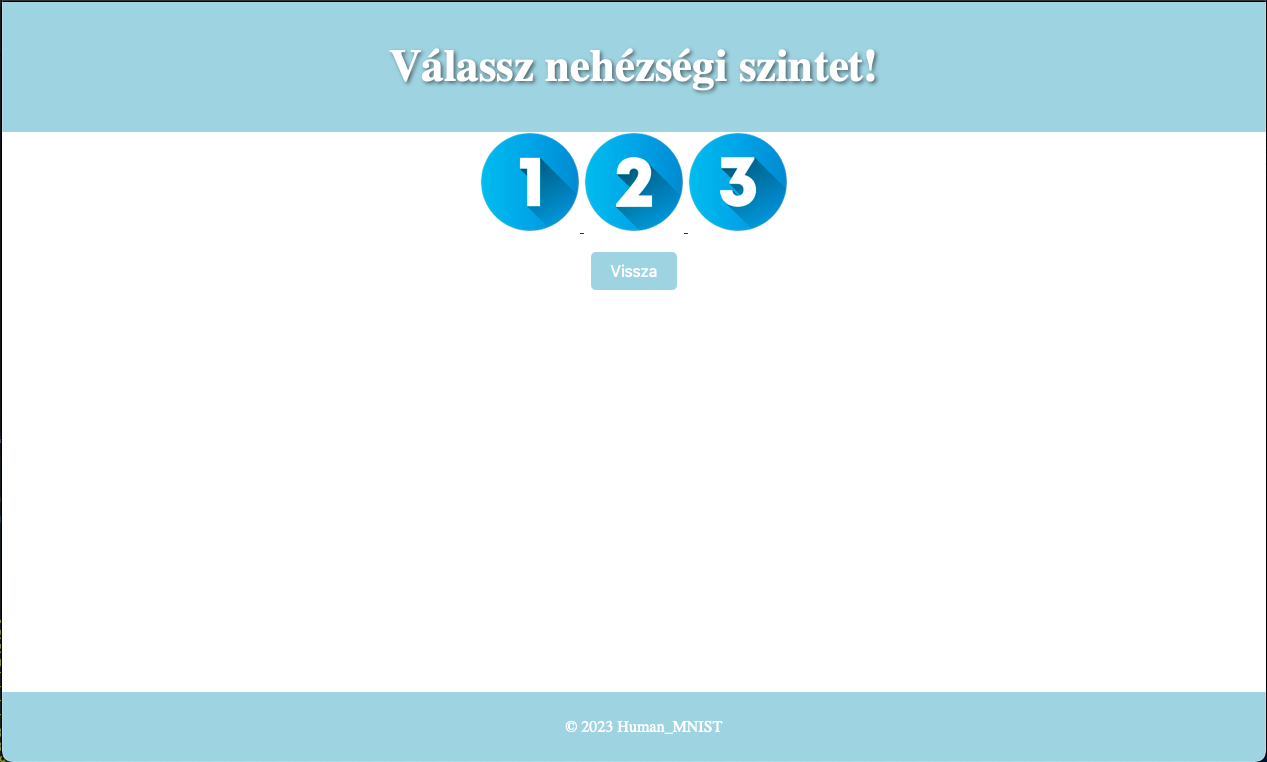 Válassz nehézségi szintet!
1 2 3
Vissza
© 2023 Human_MNIST